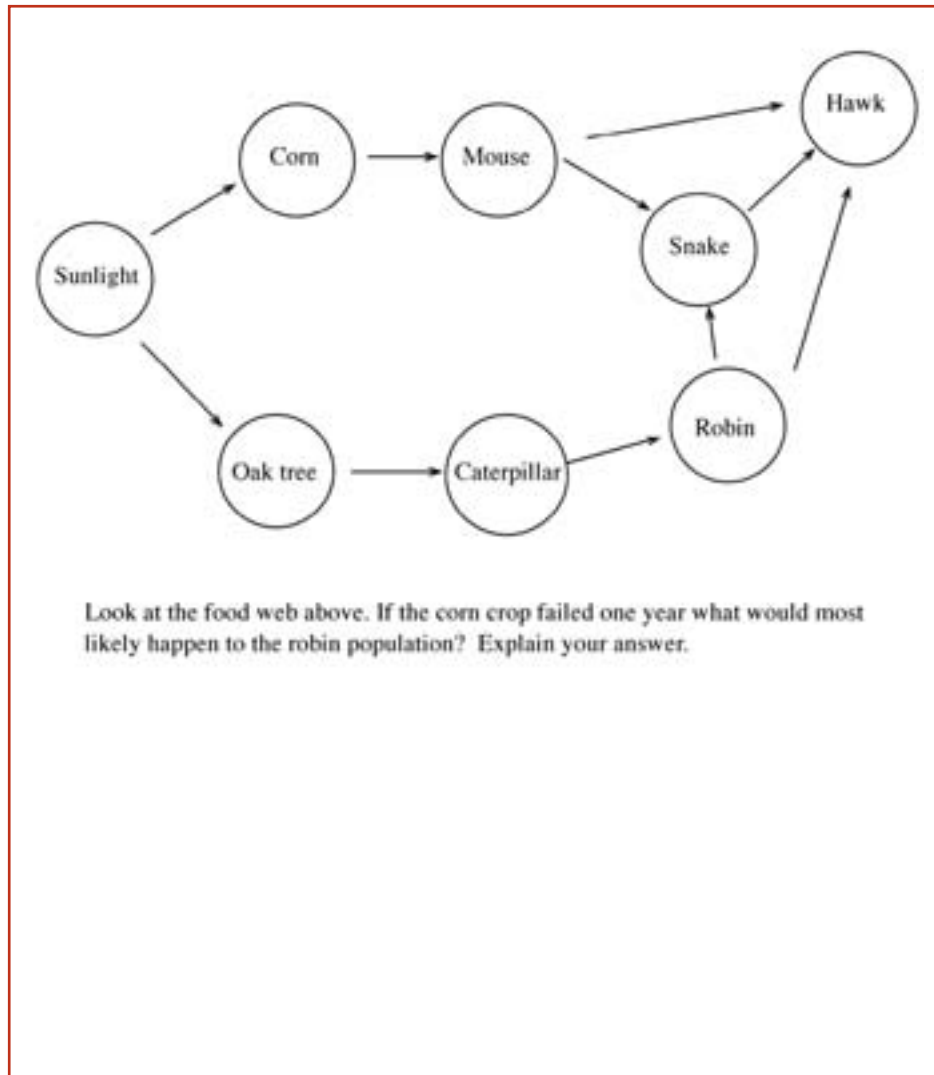 Hawk
Corn
Mouse
Snake
Sunlight
Robin
Oak tree
Caterpillar
Look at the food web above. If the corn crop failed one year what would most
likely happen to the robin population?  Explain your answer.